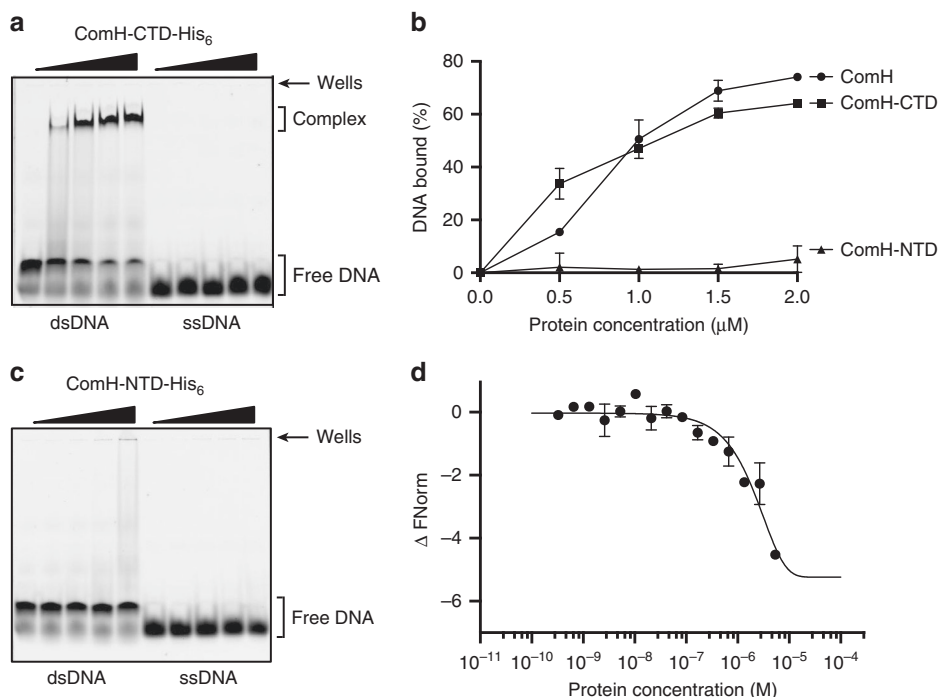 a
ComH-CTD-His6
Wells
Complex
Free DNA
dsDNA
ssDNA
b
DNA bound (%)
80
60
40
20
0
0.0
0.5
1.0
1.5
2.0
Protein concentration (μM)
ComH
ComH-CTD
ComH-NTD
c
ComH-NTD-His6
Wells
Free DNA
dsDNA
ssDNA
d
Δ FNorm
0
−2
−4
−6
10−11
10−10
10−9
10−8
10−7
10−6
10−5
10−4
Protein concentration (M)